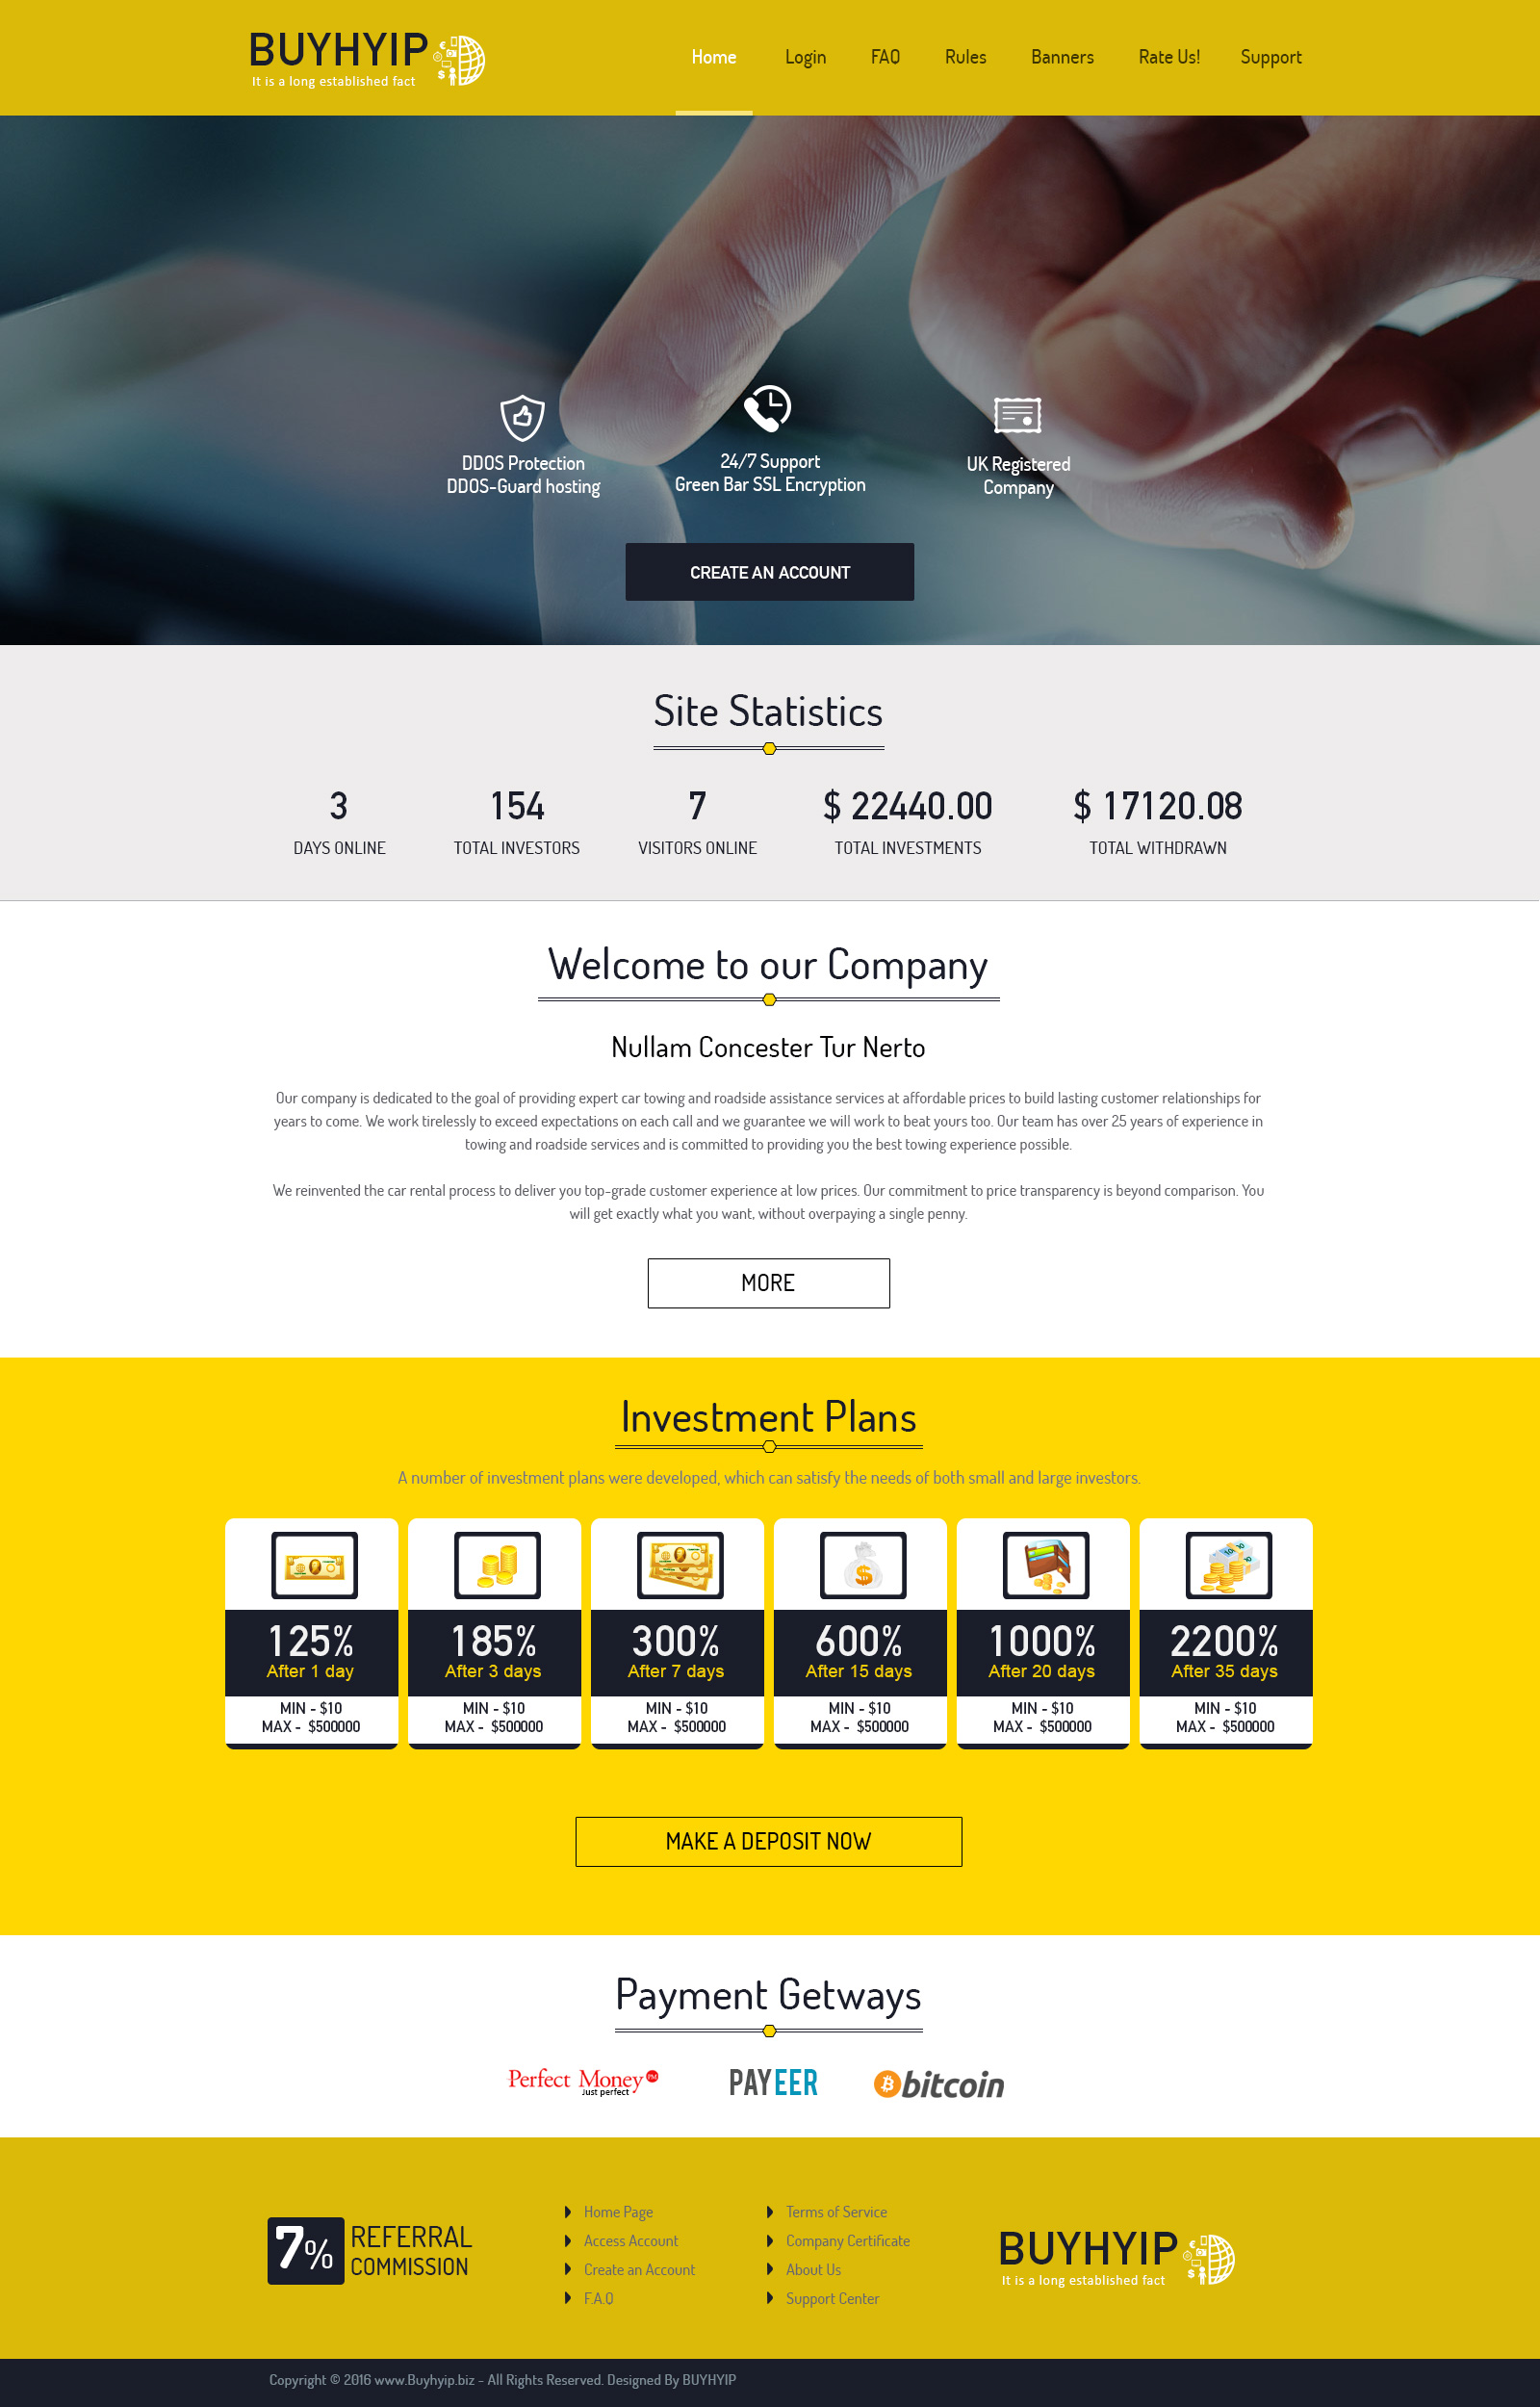 BUYHYIP
It is a long established fact
Home Login FAQ Rules Banners Rate Us! Support
DDOS Protection
DDOS-Guard hosting
24/7 Support
Green Bar SSL Encryption
UK Registered
Company
CREATE AN ACCOUNT
Site Statistics
3 154 7 $ 22440.00 $ 17120.08
DAYS ONLINE TOTAL INVESTORS VISITORS ONLINE TOTAL INVESTMENTS TOTAL WITHDRAWN
Welcome to our Company
Nullam Concester Tur Nerto
Our company is dedicated to the goal of providing expert car towing and roadside assistance services at affordable prices to build lasting customer relationships for
years to come. We work tirelessly to exceed expectations on each call and we guarantee we will work to beat yours too. Our team has over 25 years of experience in
towing and roadside services and is committed to providing you the best towing experience possible.
We reinvented the car rental process to deliver you top-grade customer experience at low prices. Our commitment to price transparency is beyond comparison. You
will get exactly what you want, without overpaying a single penny.
MORE
Investment Plans
A number of investment plans were developed, which can satisfy the needs of both small and large investors.
125% 185% 300% 600% 1000% 2200%
After 1 day After 3 days After 7 days After 15 days After 20 days After 35 days
MIN - $10 MIN - $10 MIN - $10 MIN - $10 MIN - $10 MIN - $10
MAX - $500000 MAX - $500000 MAX - $500000 MAX - $500000 MAX - $500000 MAX - $500000
MAKE A DEPOSIT NOW
Payment Getways
Perfect Money PM
Just perfect
PAYEER
bitcoin
7% REFERRAL
COMMISSION
Home Page
Access Account
Create an Account
F.A.Q
Terms of Service
Company Certificate
About Us
Support Center
BUYHYIP
It is a long established fact
Copyright © 2016 www.Buyhyip.biz - All Rights Reserved. Designed By BUYHYIP